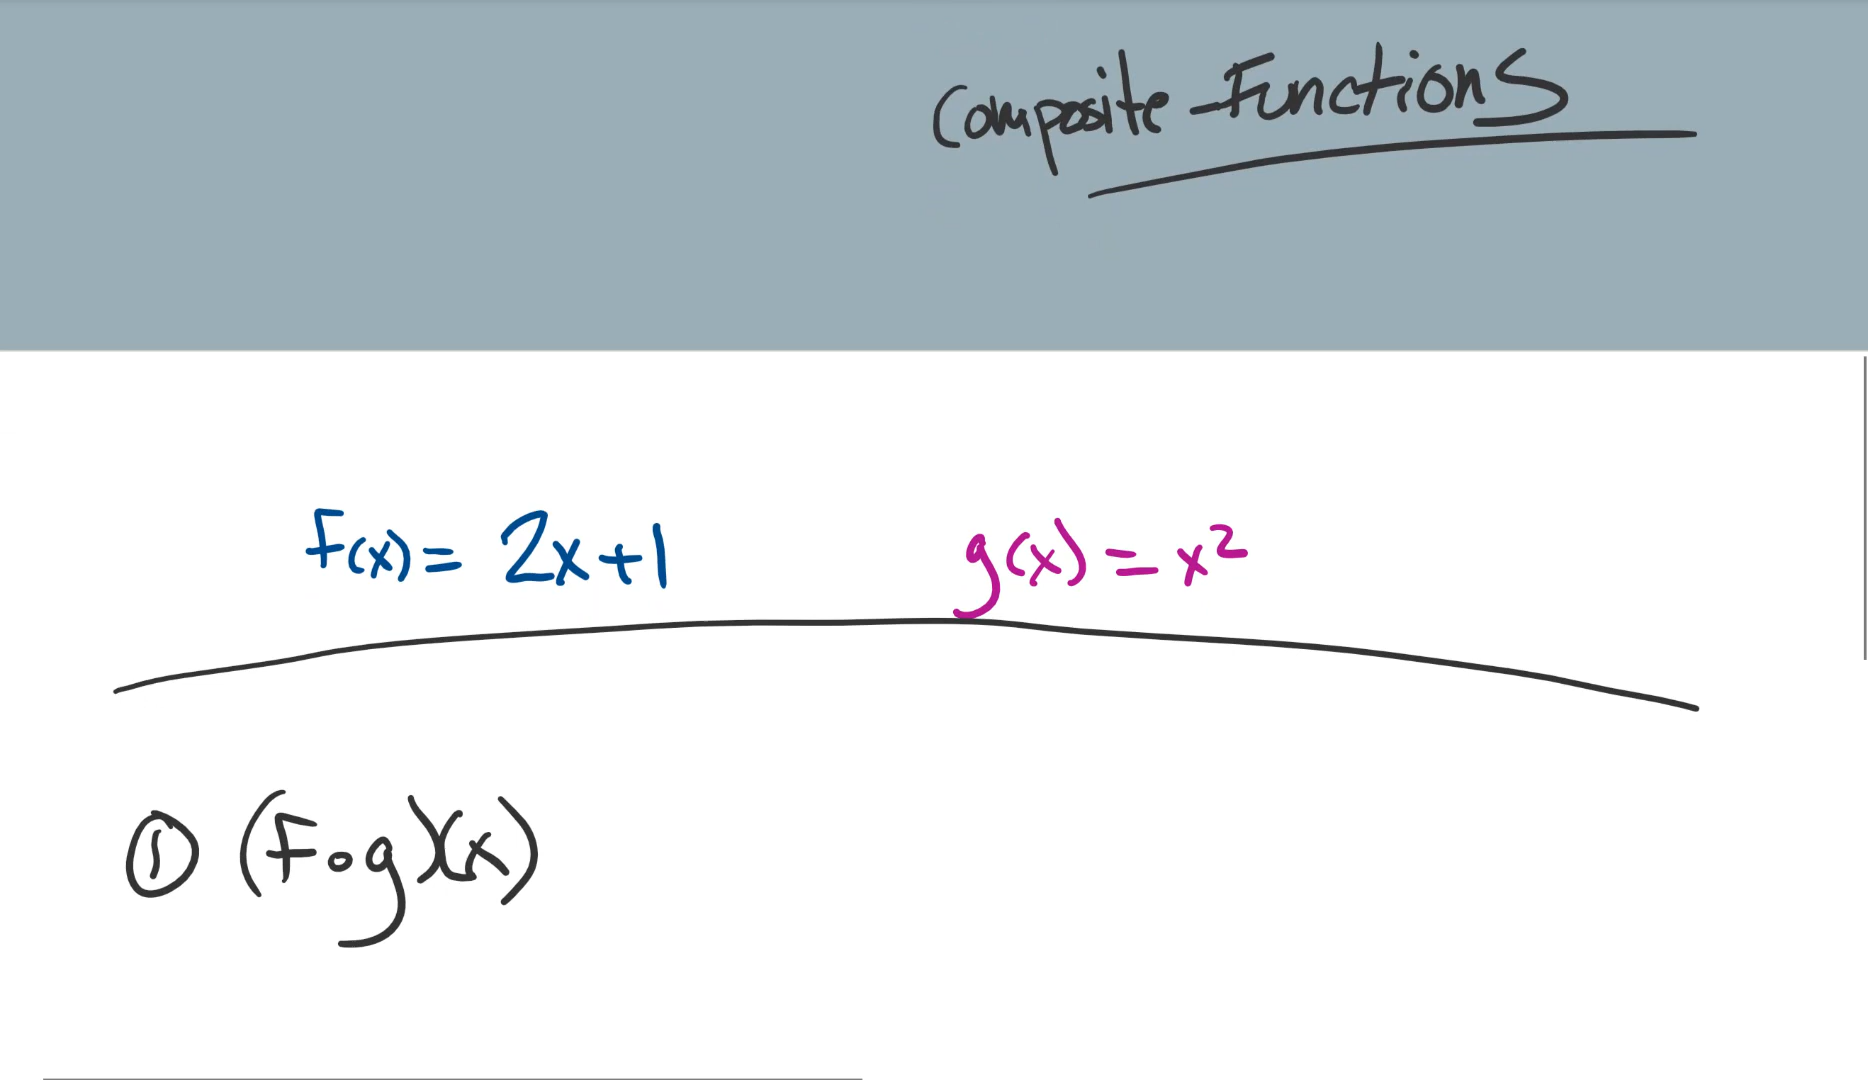 Composite Functions
F(x) = 2x+1 g(x) = x²
① (F∘g)(x)